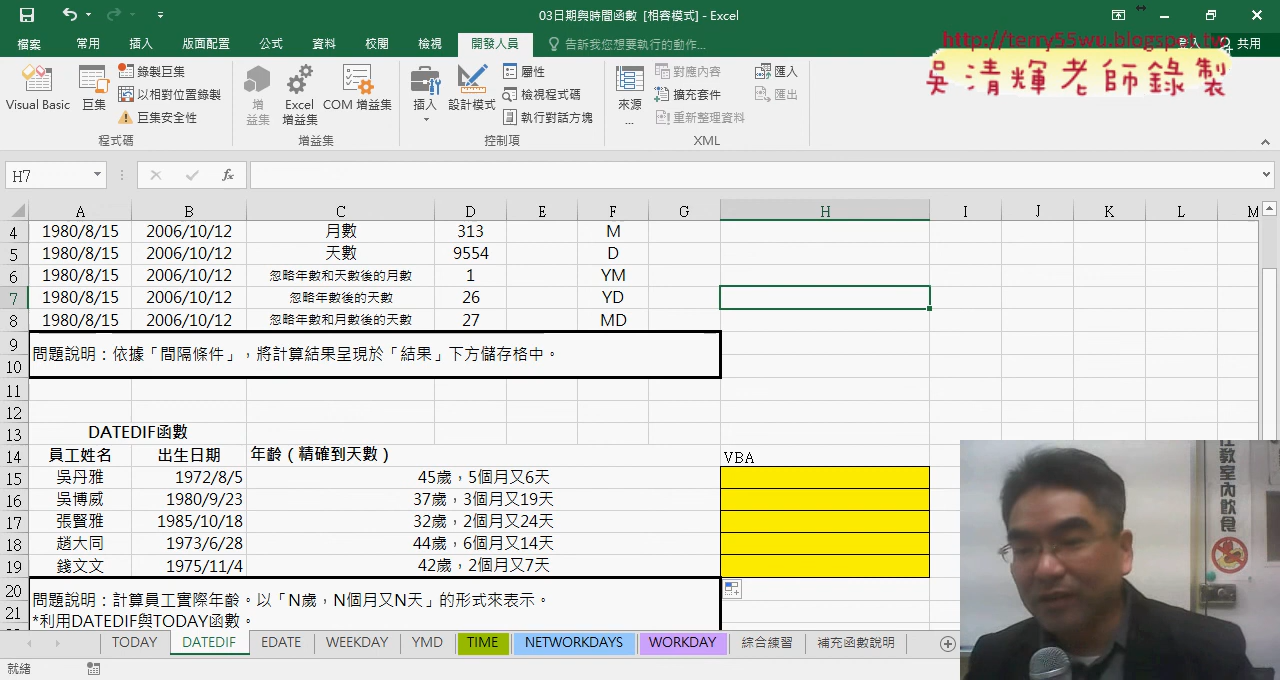 03日期與時間函數 [相容模式] - Excel
檔案 常用 插入 版面配置 公式 資料 校閱 檢視 開發人員 告訴我您想要執行的動作... 登入 共用
http://terry55wu.blogspot.tw
吳清輝老師錄製
Visual Basic 巨集 錄製巨集 以相對位置錄製 巨集安全性 增益集 Excel 增益集 COM 增益集 插入 設計模式 屬性 檢視程式碼 執行對話方塊 來源... 對應內容 擴充套件 重新整理資料 匯入 匯出
程式碼 增益集 控制項 XML
H7 fx
A B C D E F G H I J K L M
4 1980/8/15 2006/10/12 月數 313 M
5 1980/8/15 2006/10/12 天數 9554 D
6 1980/8/15 2006/10/12 忽略年數和天數後的月數 1 YM
7 1980/8/15 2006/10/12 忽略年數後的天數 26 YD
8 1980/8/15 2006/10/12 忽略年數和月數後的天數 27 MD
9
問題說明：依據「間隔條件」，將計算結果呈現於「結果」下方儲存格中。
10
11
12
13 DATEDIF函數
14 員工姓名 出生日期 年齡（精確到天數） VBA
15 吳丹雅 1972/8/5 45歲，5個月又6天
16 吳博威 1980/9/23 37歲，3個月又19天
17 張賢雅 1985/10/18 32歲，2個月又24天
18 趙大同 1973/6/28 44歲，6個月又14天
19 錢文文 1975/11/4 42歲，2個月又7天
20 問題說明：計算員工實際年齡。以「N歲，N個月又N天」的形式來表示。
21 *利用DATEDIF與TODAY函數。
TODAY DATEDIF EDATE WEEKDAY YMD TIME NETWORKDAYS WORKDAY 綜合練習 補充函數說明
就緒
教室內飲食